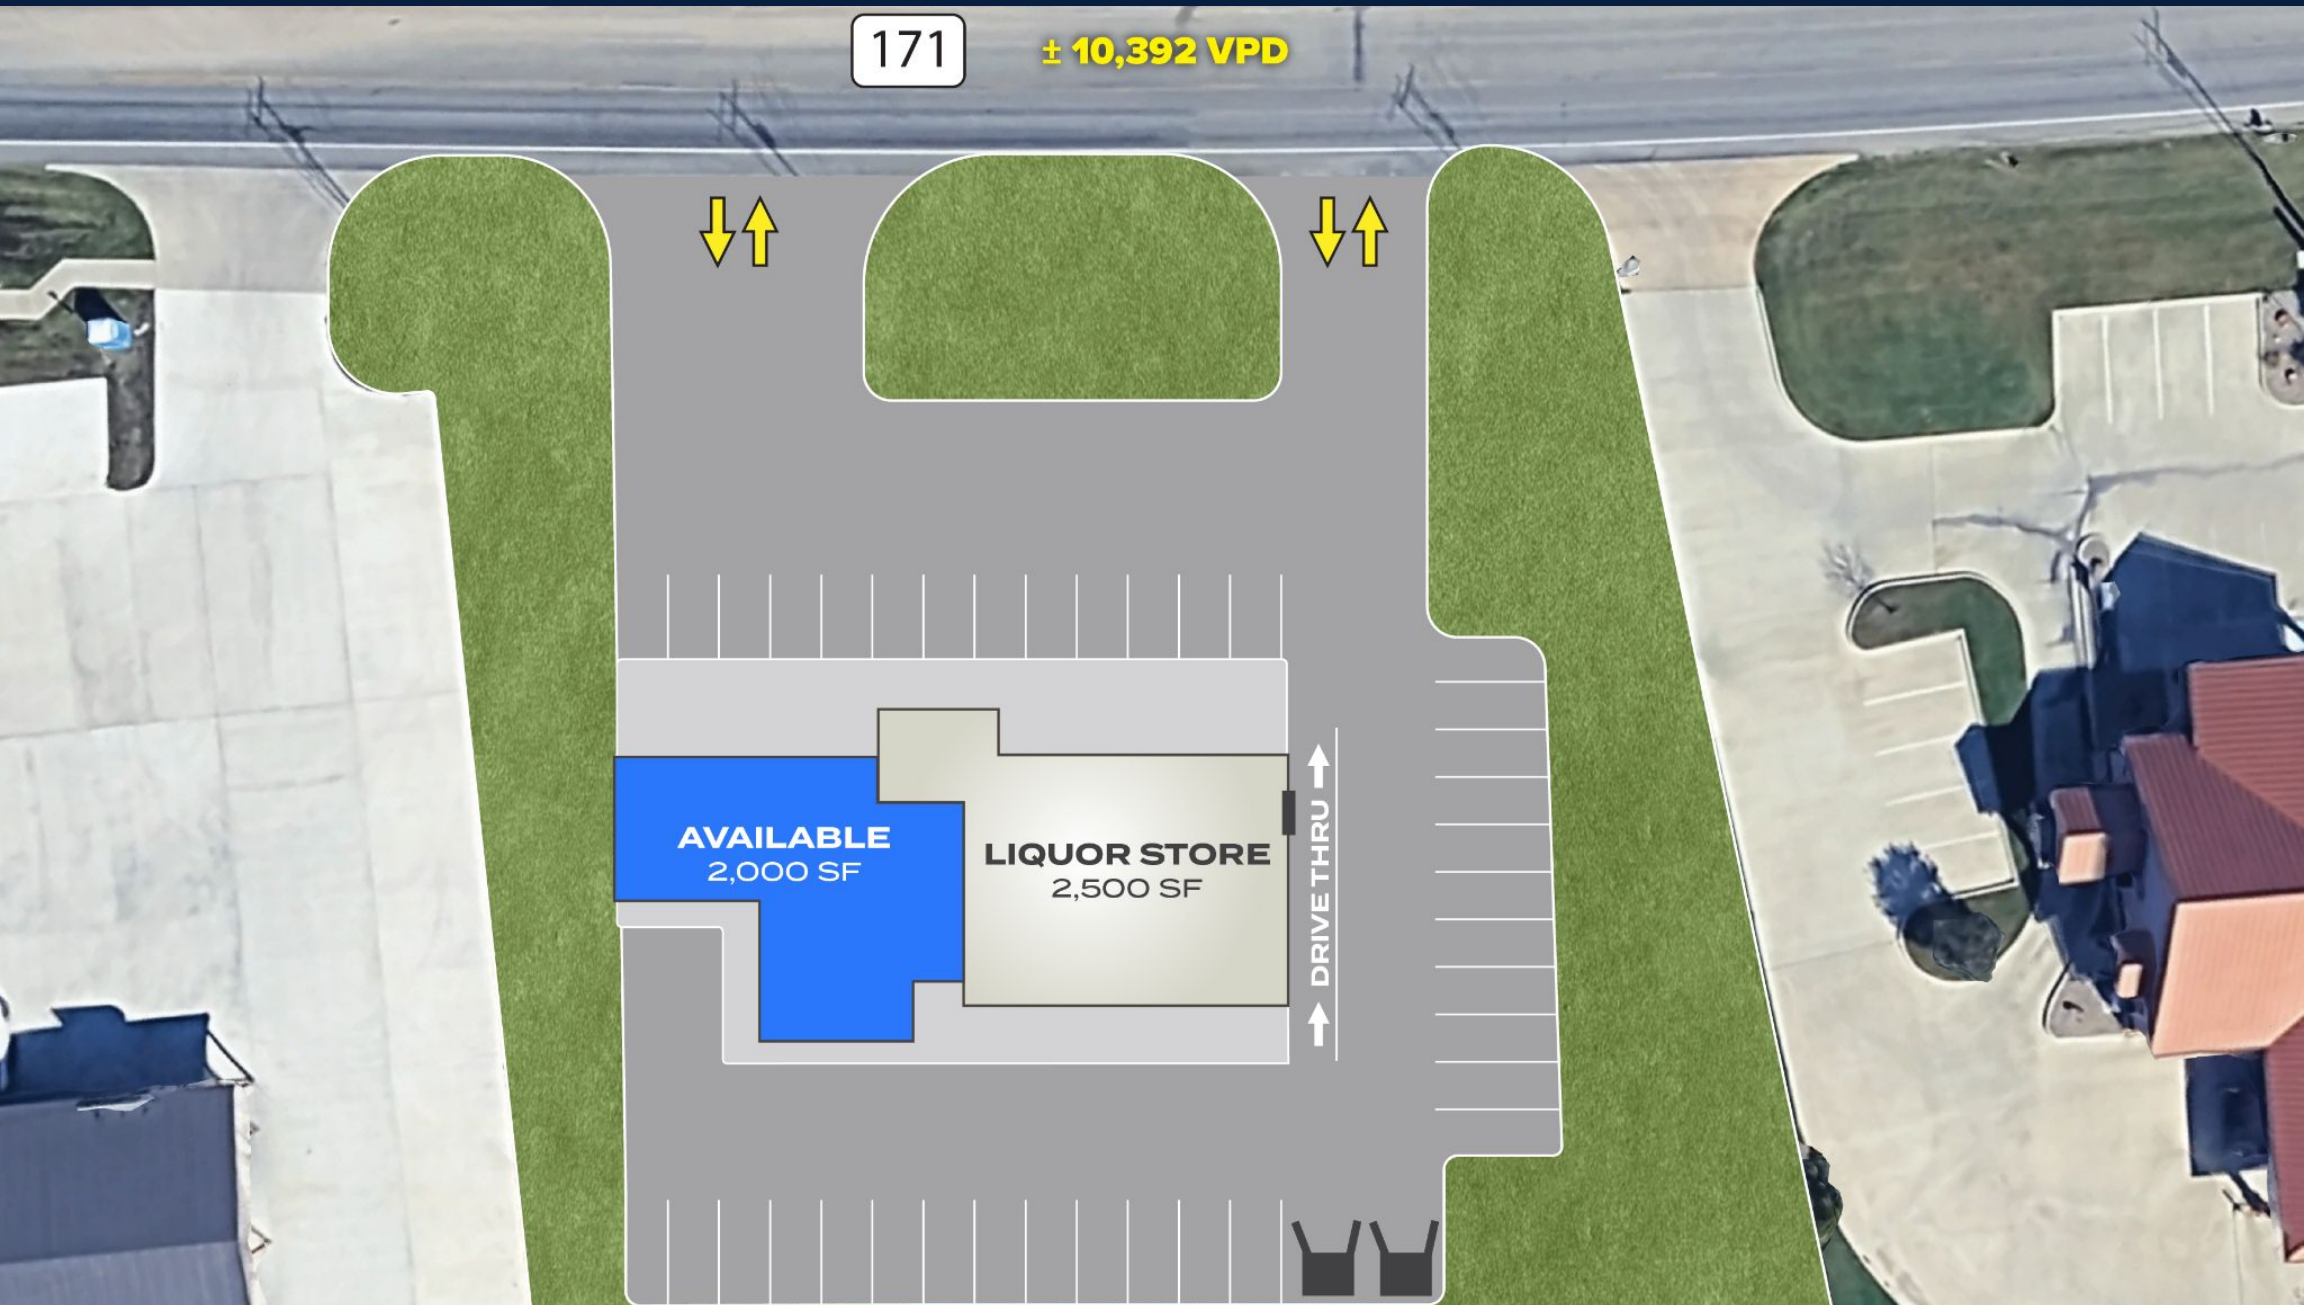 171
± 10,392 VPD
AVAILABLE
2,000 SF
LIQUOR STORE
2,500 SF
DRIVE THRU